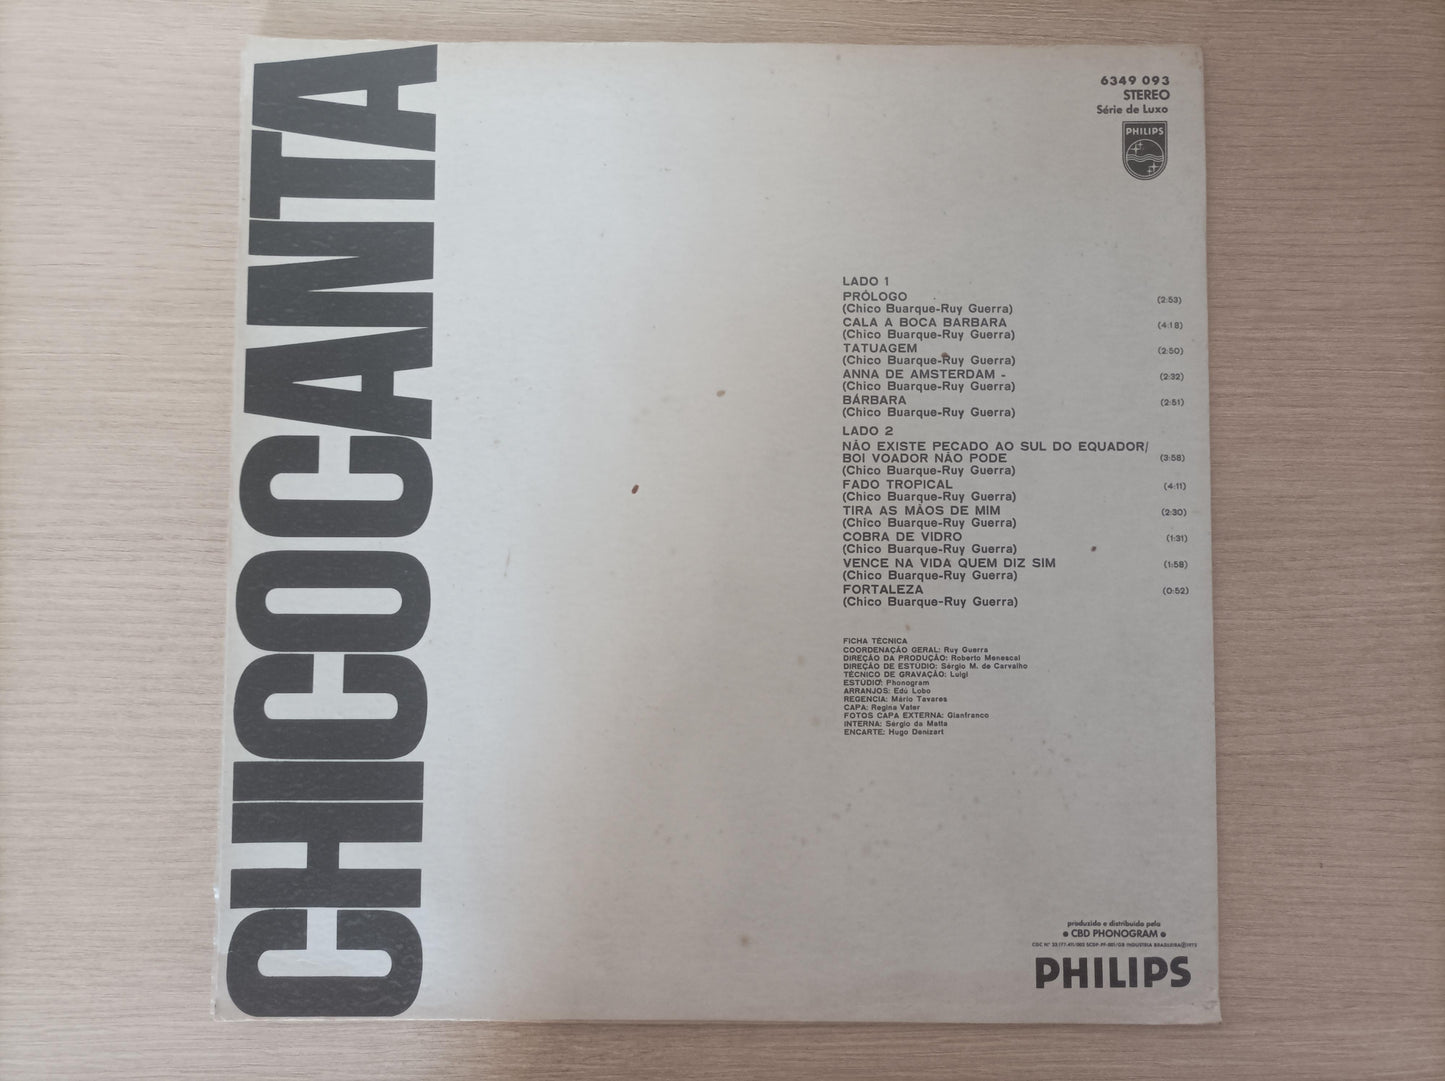 CHICOCANTA
6349 093
STEREO
Série de Luxo
PHILIPS
LADO 1
PRÓLOGO (2:53)
(Chico Buarque-Ruy Guerra)
CALA A BOCA BARBARA (4:18)
(Chico Buarque-Ruy Guerra)
TATUAGEM (2:50)
(Chico Buarque-Ruy Guerra)
ANNA DE AMSTERDAM - (2:32)
(Chico Buarque-Ruy Guerra)
BÁRBARA (2:51)
(Chico Buarque-Ruy Guerra)
LADO 2
NÃO EXISTE PECADO AO SUL DO EQUADOR/
BOI VOADOR NÃO PODE (3:58)
(Chico Buarque-Ruy Guerra)
FADO TROPICAL (4:11)
(Chico Buarque-Ruy Guerra)
TIRA AS MÃOS DE MIM (2:30)
(Chico Buarque-Ruy Guerra)
COBRA DE VIDRO (1:31)
(Chico Buarque-Ruy Guerra)
VENCE NA VIDA QUEM DIZ SIM (1:58)
(Chico Buarque-Ruy Guerra)
FORTALEZA (0:52)
(Chico Buarque-Ruy Guerra)
FICHA TÉCNICA
COORDENAÇÃO GERAL: Ruy Guerra
DIREÇÃO DA PRODUÇÃO: Roberto Menescal
DIREÇÃO DE ESTUDIO: Sérgio M. de Carvalho
TÉCNICO DE GRAVAÇÃO: Luigi
ESTUDIO: Phonogram
ARRANJOS: Edú Lobo
REGENCIA: Mário Tavares
CAPA: Regina Vater
FOTOS CAPA EXTERNA: Gianfranco
INTERNA: Sérgio da Matta
ENCARTE: Hugo Denizart
produzido e distribuido pela
• CBD PHONOGRAM •
INDUSTRIA BRASILEIRA
PHILIPS